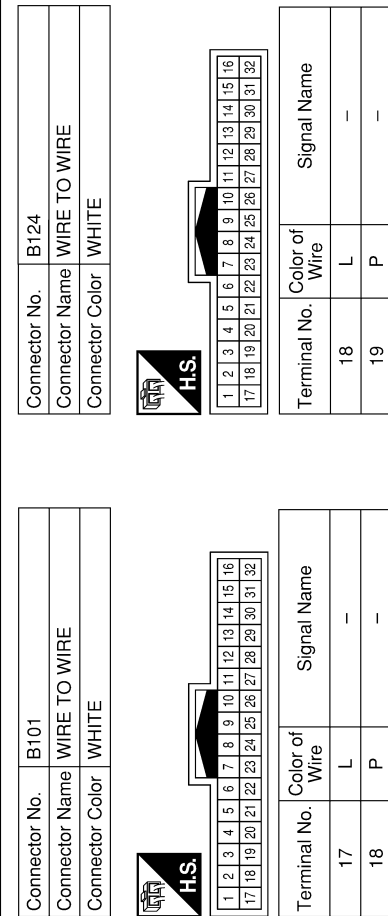 Connector No. B101
Connector Name WIRE TO WIRE
Connector Color WHITE
H.S.
1 2 3 4 5 6 7 8 9 10 11 12 13 14 15 16
17 18 19 20 21 22 23 24 25 26 27 28 29 30 31 32
Terminal No. Color of Wire Signal Name
17 L –
18 P –
Connector No. B124
Connector Name WIRE TO WIRE
Connector Color WHITE
H.S.
1 2 3 4 5 6 7 8 9 10 11 12 13 14 15 16
17 18 19 20 21 22 23 24 25 26 27 28 29 30 31 32
Terminal No. Color of Wire Signal Name
18 L –
19 P –